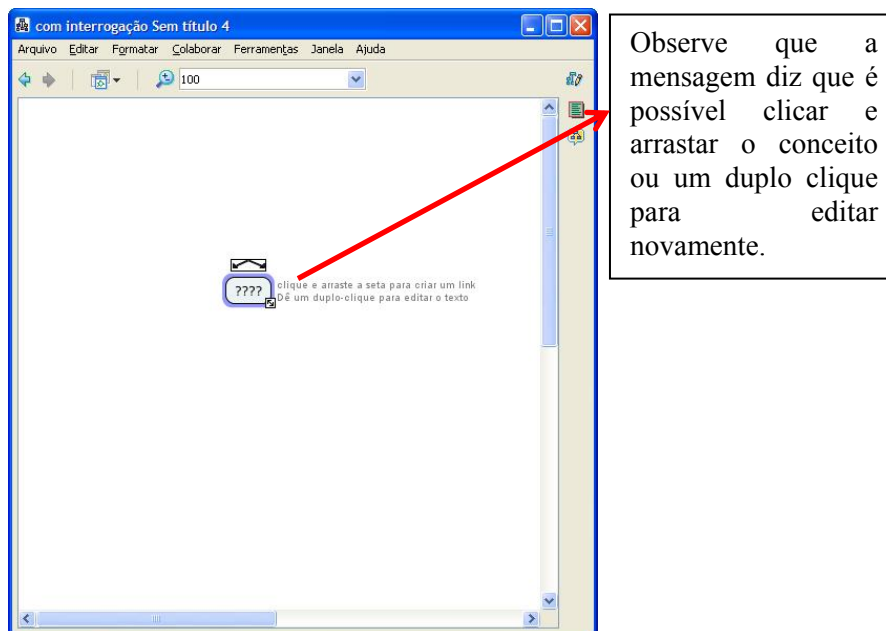 com interrogação Sem título 4
Arquivo Editar Formatar Colaborar Ferramentas Janela Ajuda
100
????
clique e arraste a seta para criar um link
Dê um duplo-clique para editar o texto
Observe que a
mensagem diz que é
possível clicar e
arrastar o conceito
ou um duplo clique
para editar
novamente.